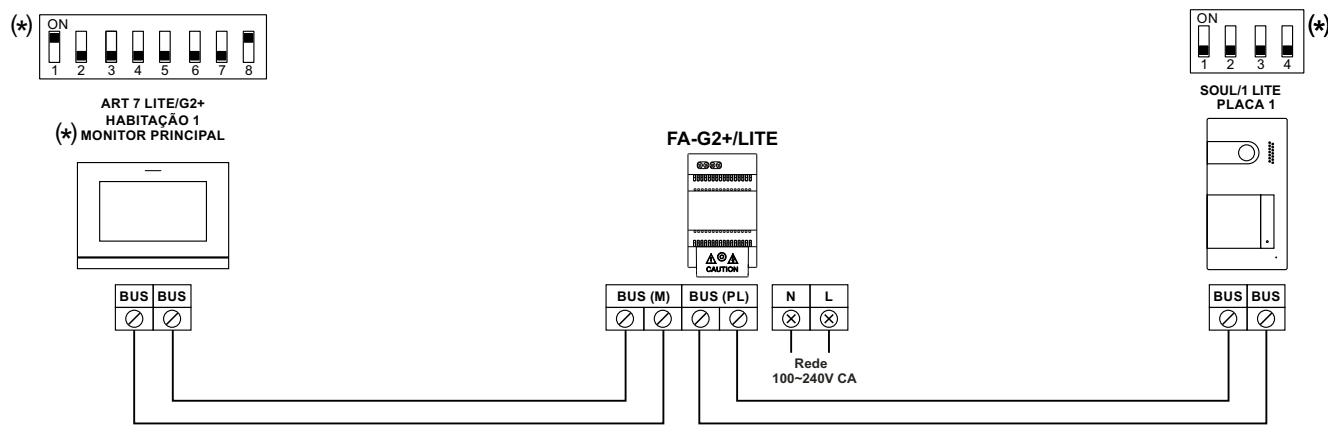 (*)
ON
1 2 3 4 5 6 7 8
ART 7 LITE/G2+
HABITAÇÃO 1
(*) MONITOR PRINCIPAL
BUS BUS
FA-G2+/LITE
CAUTION
BUS (M) BUS (PL) N L
Rede
100~240V CA
ON
(*)
1 2 3 4
SOUL/1 LITE
PLACA 1
BUS BUS